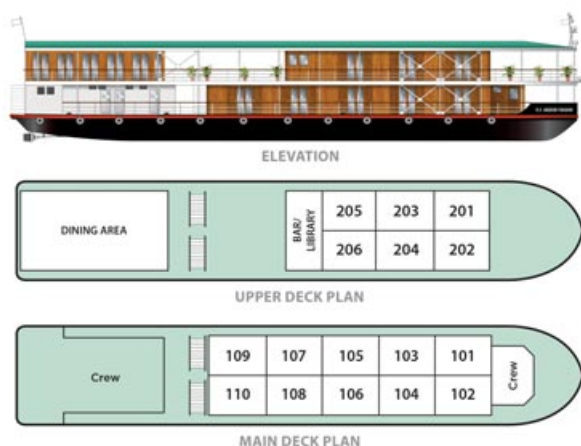 ELEVATION
DINING AREA
BAR/
LIBRARY
205 203 201
206 204 202
UPPER DECK PLAN
Crew
109 107 105 103 101
110 108 106 104 102
Crew
MAIN DECK PLAN